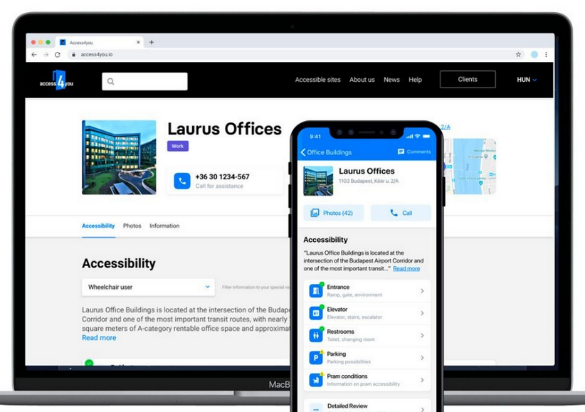 Access4you
access4you.io
access 4 you
Accessible sites About us News Help Clients HUN
Laurus Offices
Work
+36 30 1234-567
Call for assistance
2/A
Accessibility Photos Information
Accessibility
Wheelchair user
Filter information to your special
Laurus Office Buildings is located at the intersection of the Budape
Corridor and one of the most important transit routes, with nearly
square meters of A-category rentable office space and approximat
Read more
MacB
9:41
Office Buildings
Comments
Laurus Offices
1102 Budapest, Kőér u. 2/A
Photos (42)
Call
Accessibility
"Laurus Office Buildings is located at the
intersection of the Budapest Airport Corridor and
one of the most important transit..." Read more
Entrance
Ramp, gate, environment
Elevator
Elevator, stairs, escalator
Restrooms
Toilet, changing room
Parking
Parking possibilities
Pram conditions
Information on pram accessibility
Detailed Review